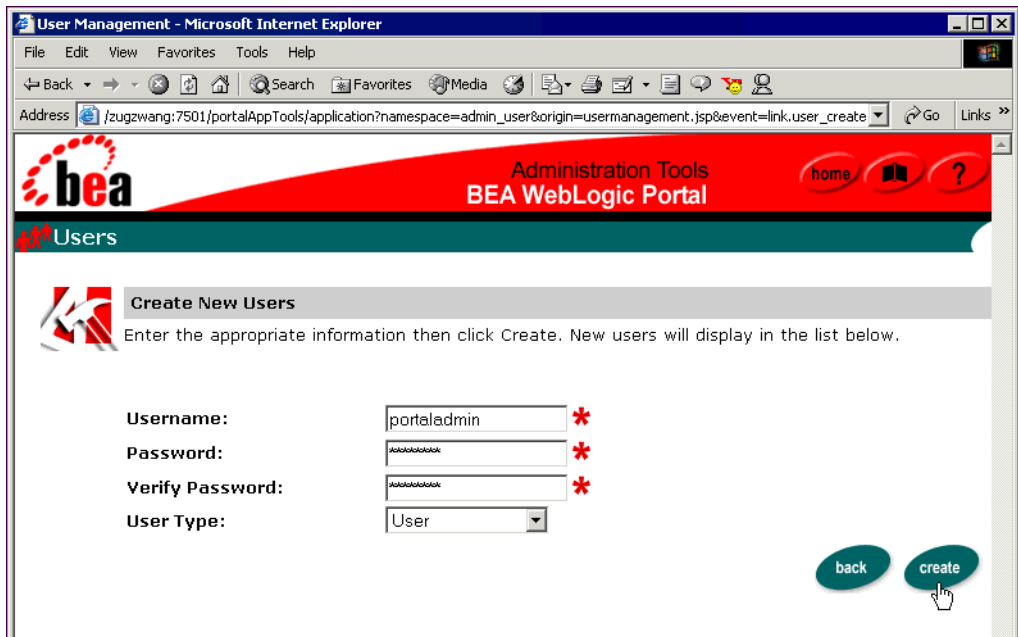 User Management - Microsoft Internet Explorer
File Edit View Favorites Tools Help
Back Search Favorites Media
Address /zugzwang:7501/portalAppTools/application?namespace=admin_user&origin=usermanagement.jsp&event=link.user_create Go Links »
bea
Administration Tools
BEA WebLogic Portal
home ?
Users
Create New Users
Enter the appropriate information then click Create. New users will display in the list below.
Username: portaladmin *
Password: ********** *
Verify Password: ********** *
User Type: User
back create